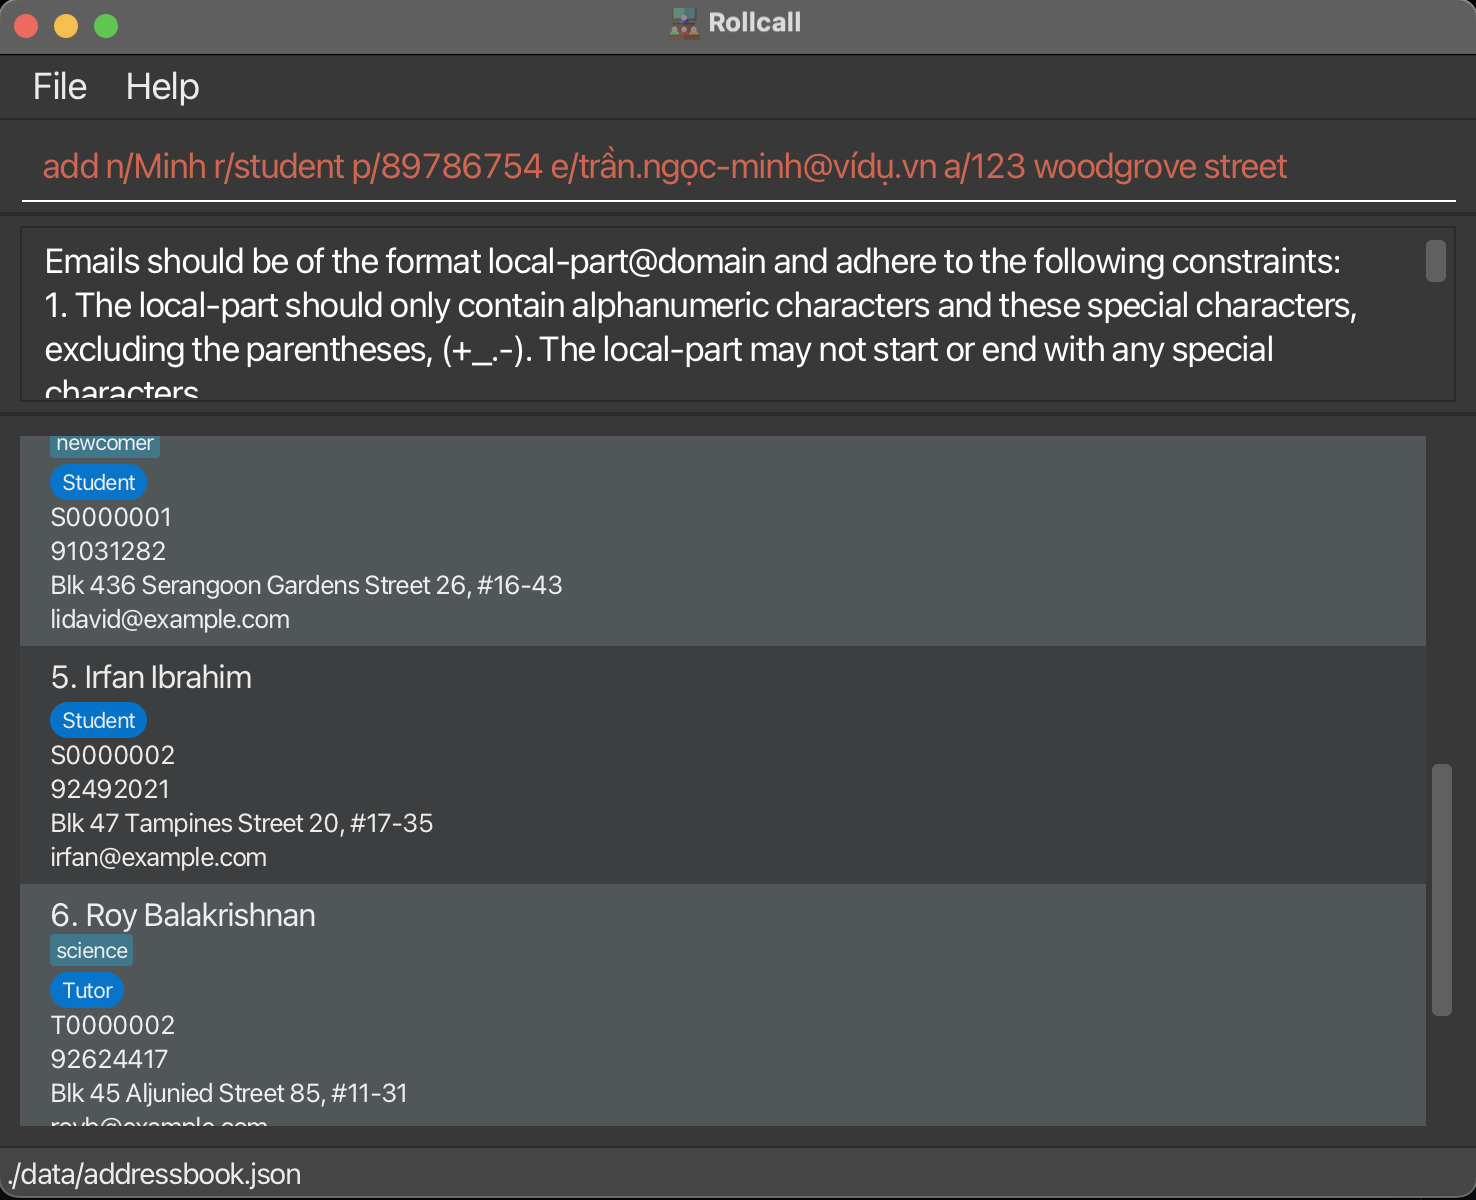 Rollcall
File Help
add n/Minh r/student p/89786754 e/trần.ngọc-minh@vídụ.vn a/123 woodgrove street
Emails should be of the format local-part@domain and adhere to the following constraints:
1. The local-part should only contain alphanumeric characters and these special characters,
excluding the parentheses, (+_.-). The local-part may not start or end with any special
characters
newcomer
Student
S0000001
91031282
Blk 436 Serangoon Gardens Street 26, #16-43
lidavid@example.com
5. Irfan Ibrahim
Student
S0000002
92492021
Blk 47 Tampines Street 20, #17-35
irfan@example.com
6. Roy Balakrishnan
science
Tutor
T0000002
92624417
Blk 45 Aljunied Street 85, #11-31
royb@example.com
./data/addressbook.json